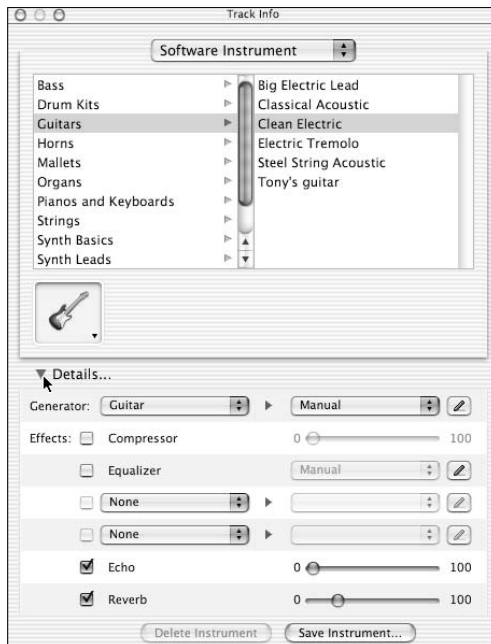 Track Info
Software Instrument
Bass
Drum Kits
Guitars
Horns
Mallets
Organs
Pianos and Keyboards
Strings
Synth Basics
Synth Leads
Big Electric Lead
Classical Acoustic
Clean Electric
Electric Tremolo
Steel String Acoustic
Tony's guitar
Details...
Generator: Guitar Manual
Effects: Compressor 0 100
Equalizer Manual
None
None
Echo 0 100
Reverb 0 100
Delete Instrument Save Instrument...